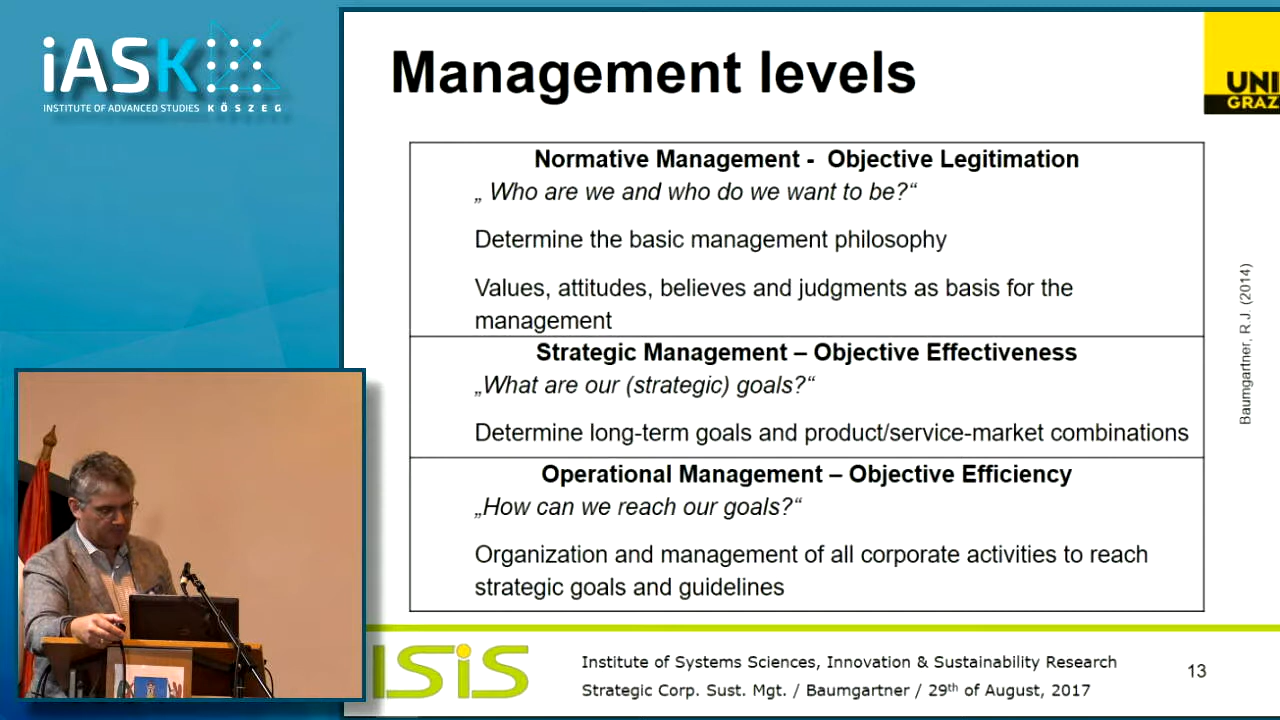 iASK
INSTITUTE OF ADVANCED STUDIES KŐSZEG
Management levels
UNI
GRAZ
Normative Management - Objective Legitimation
„ Who are we and who do we want to be?“
Determine the basic management philosophy
Values, attitudes, believes and judgments as basis for the
management
Strategic Management – Objective Effectiveness
„What are our (strategic) goals?“
Determine long-term goals and product/service-market combinations
Operational Management – Objective Efficiency
„How can we reach our goals?“
Organization and management of all corporate activities to reach
strategic goals and guidelines
Baumgartner, R.J. (2014)
ISiS
Institute of Systems Sciences, Innovation & Sustainability Research
Strategic Corp. Sust. Mgt. / Baumgartner / 29th of August, 2017
13